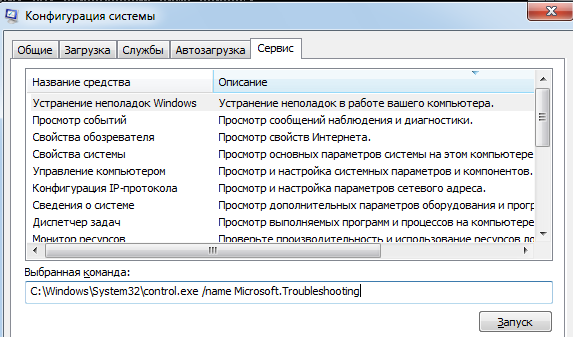 Конфигурация системы
Общие Загрузка Службы Автозагрузка Сервис
Название средства Описание
Устранение неполадок Windows Устранение неполадок в работе вашего компьютера.
Просмотр событий Просмотр сообщений наблюдения и диагностики.
Свойства обозревателя Просмотр свойств Интернета.
Свойства системы Просмотр основных параметров системы на этом компьютере
Управление компьютером Просмотр и настройка системных параметров и компонентов.
Конфигурация IP-протокола Просмотр и настройка параметров сетевого адреса.
Сведения о системе Просмотр дополнительных параметров оборудования и прогр
Диспетчер задач Просмотр выполняемых программ и процессов на компьютере
Монитор ресурсов Проверьте производительность и использование ресурсов ло
Выбранная команда:
C:\Windows\System32\control.exe /name Microsoft.Troubleshooting
Запуск